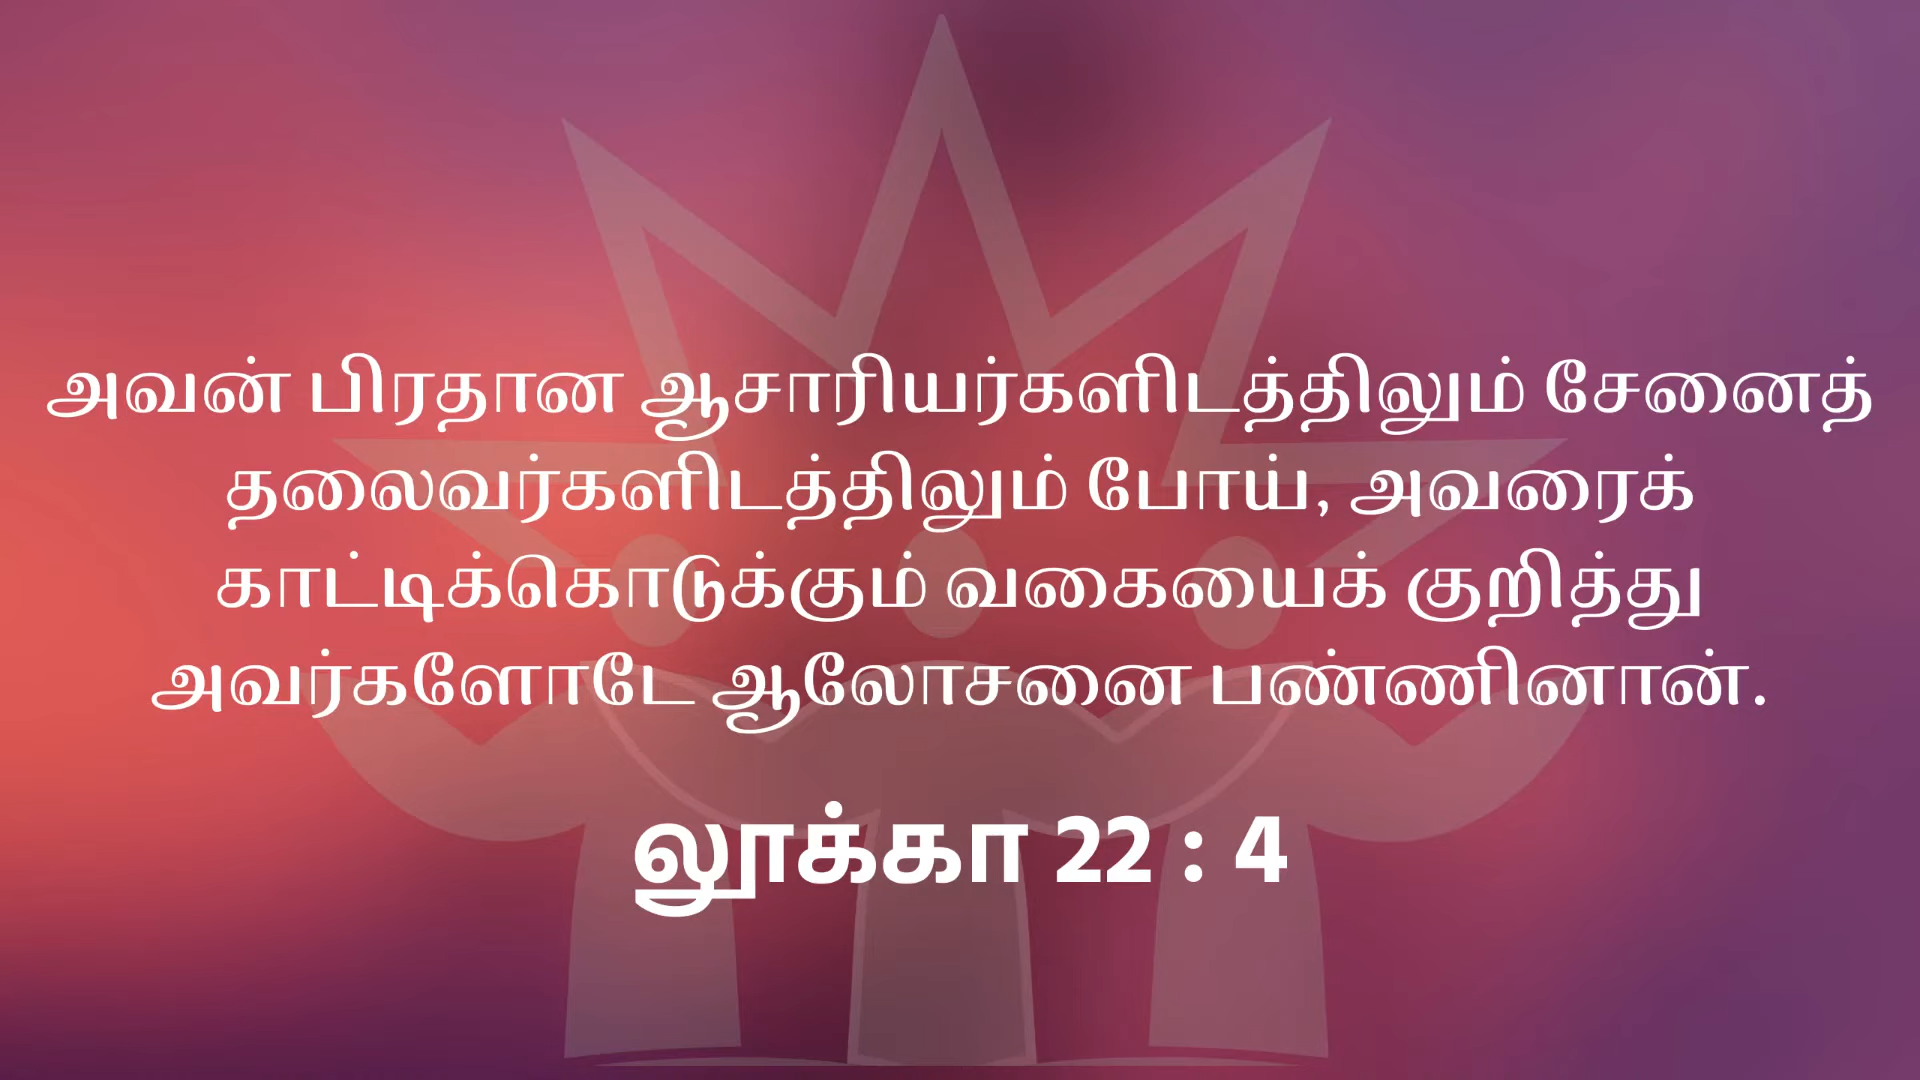 அவன் பிரதான ஆசாரியர்களிடத்திலும் சேனைத்
தலைவர்களிடத்திலும் போய், அவரைக்
காட்டிக்கொடுக்கும் வகையைக் குறித்து
அவர்களோடே ஆலோசனை பண்ணினான்.
லூக்கா 22 : 4